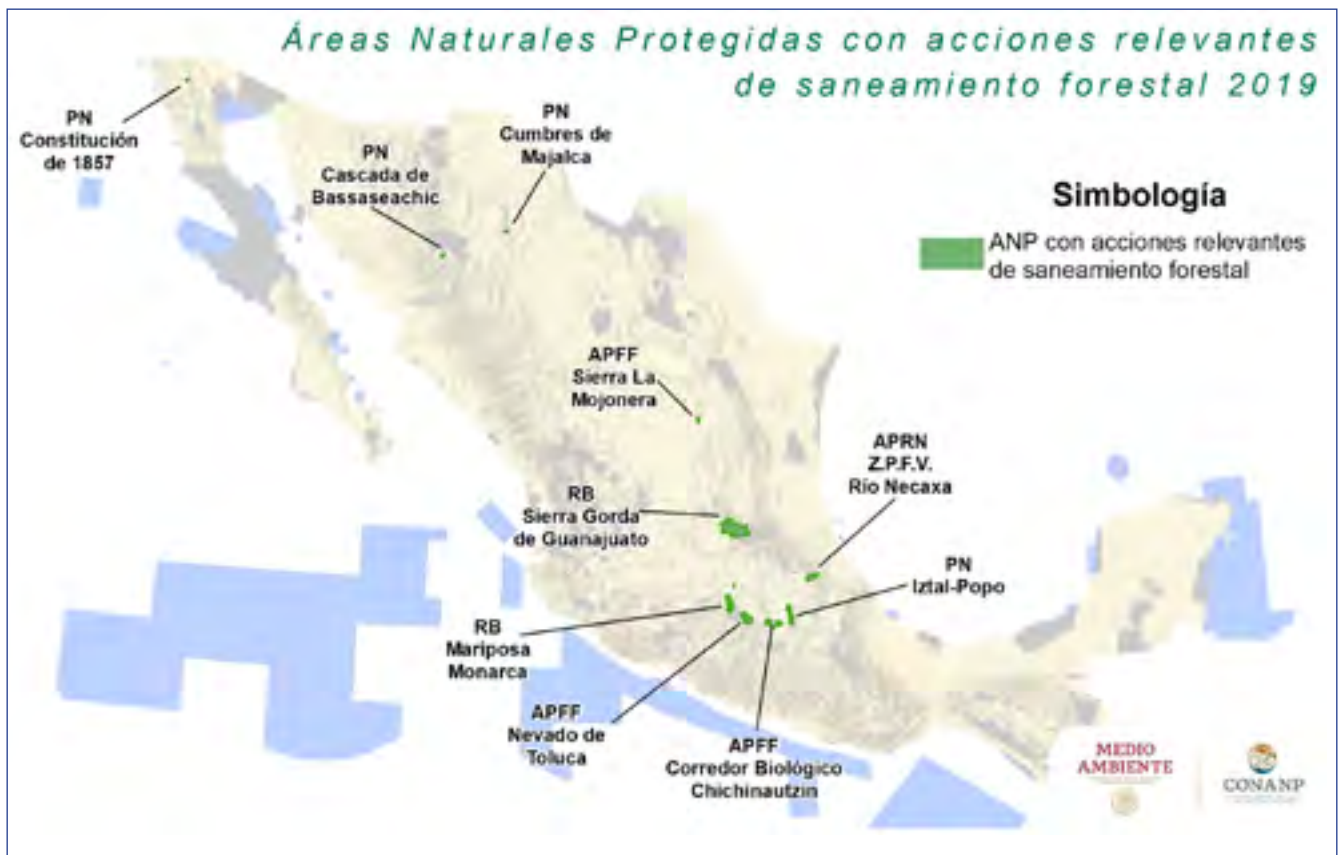 Áreas Naturales Protegidas con acciones relevantes
de saneamiento forestal 2019
PN
Constitución
de 1857
PN
Cascada de
Bassaseachic
PN
Cumbres de
Majalca
Simbología
ANP con acciones relevantes
de saneamiento forestal
APFF
Sierra La
Mojonera
APRN
Z.P.F.V.
Río Necaxa
RB
Sierra Gorda
de Guanajuato
PN
Iztal-Popo
RB
Mariposa
Monarca
APFF
Nevado de
Toluca
APFF
Corredor Biológico
Chichinautzin
MEDIO
AMBIENTE
CONANP